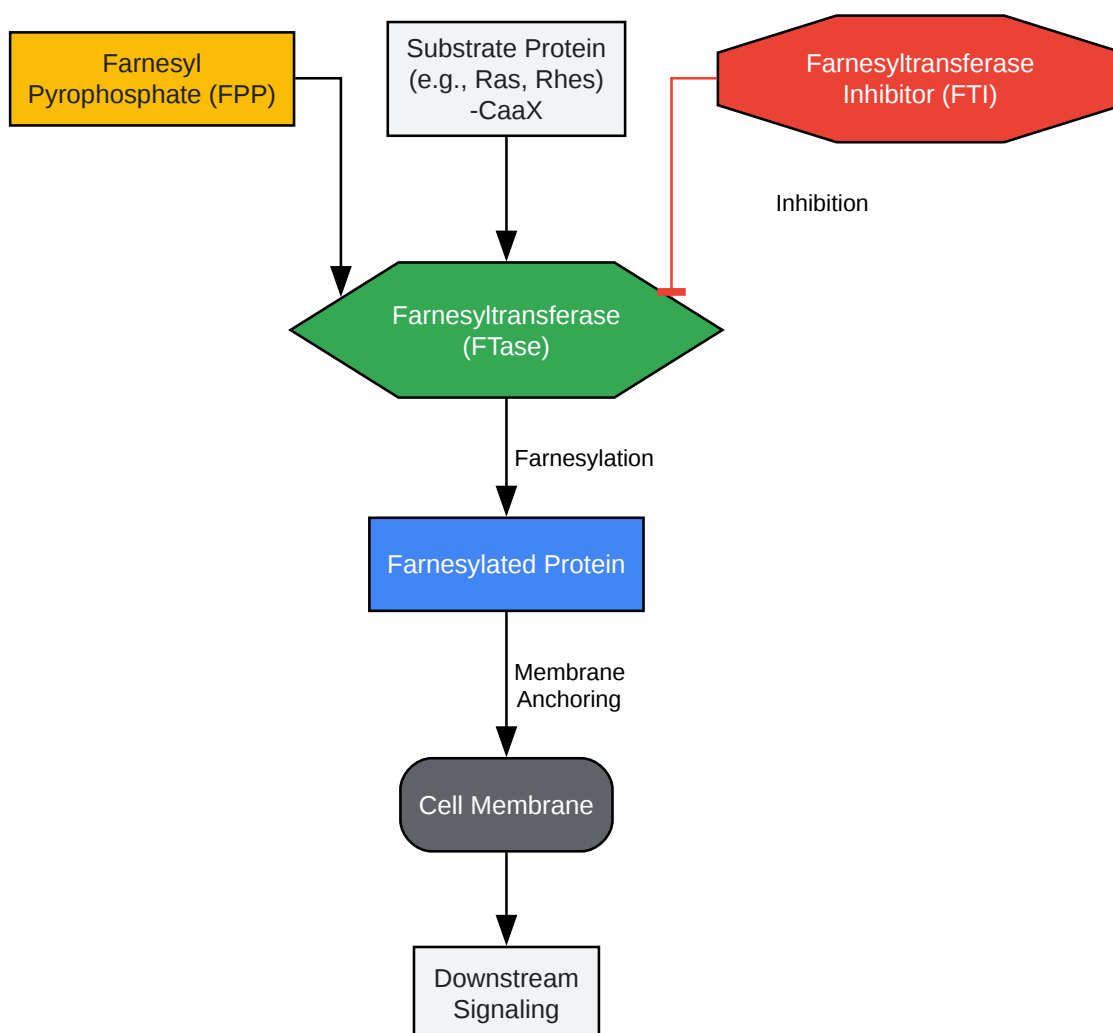 Farnesyl
Pyrophosphate (FPP)
Substrate Protein
(e.g., Ras, Rhes)
-CaaX
Farnesyltransferase
Inhibitor (FTI)
Inhibition
Farnesyltransferase
(FTase)
Farnesylation
Farnesylated Protein
Membrane
Anchoring
Cell Membrane
Downstream
Signaling